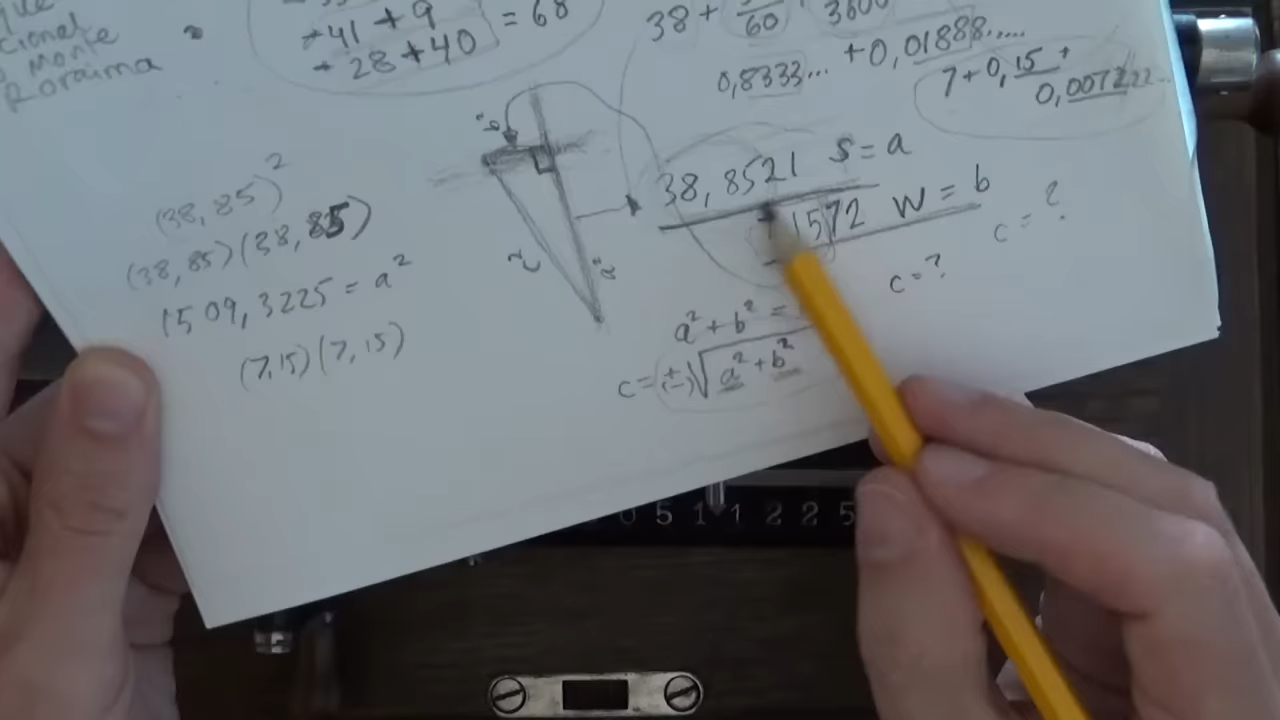 cional
Monte
Roraima
-41 + 9
- 28 + 40 = 68
38 + /60 + 3600
0,8333... + 0,01888.....
7 + 0,15 +
0,007222...
(38,85)²
(38,85)(38,85)
1509,3225 = a²
(7,15)(7,15)
"b"
"c"
"a"
38,8521 S = a
1572 W = b
c = ?
c = ?
a² + b² =
c = (±)√a² + b²
0 5 1 1 2 2 5